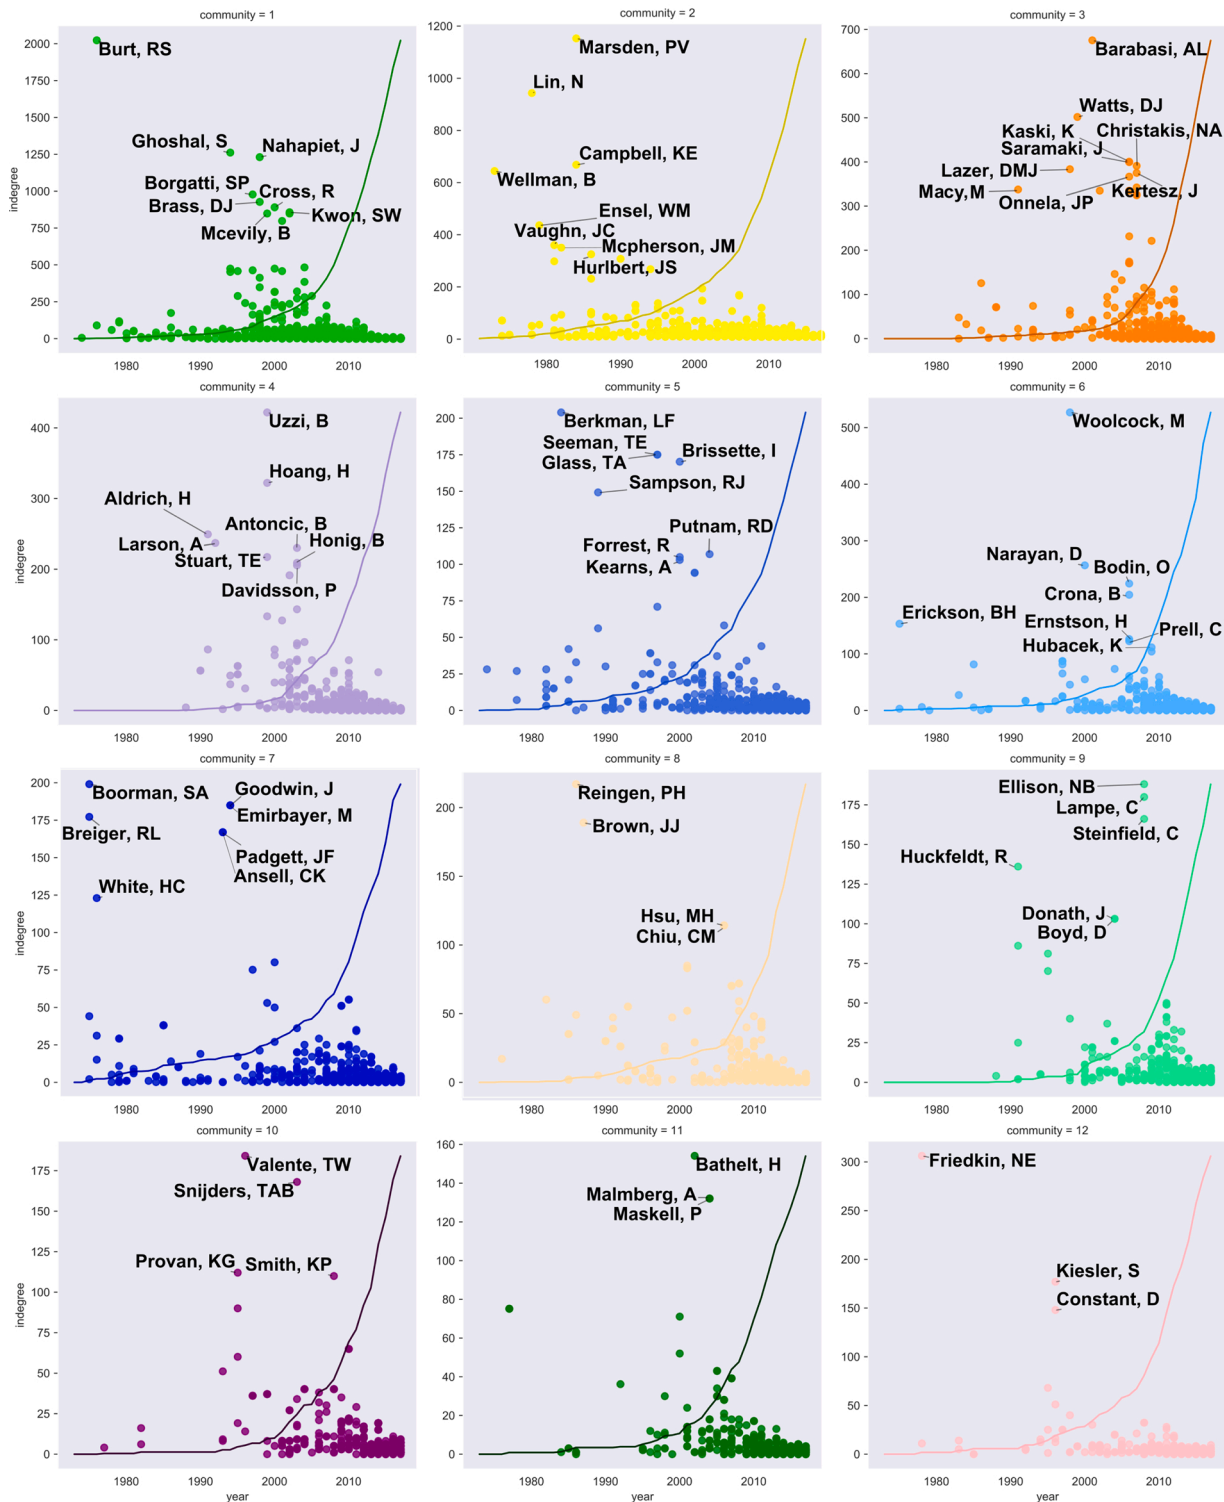 community = 1
community = 2
community = 3
2000
1750
1500
1250
1000
750
500
250
0
indegree
Burt, RS
Ghoshal, S
Nahapiet, J
Borgatti, SP
Cross, R
Brass, DJ
Kwon, SW
Mcevily, B
1980
1990
2000
2010
1200
1000
800
600
400
200
0
Marsden, PV
Lin, N
Campbell, KE
Wellman, B
Ensel, WM
Vaughn, JC
Mcpherson, JM
Hurlbert, JS
1980
1990
2000
2010
700
600
500
400
300
200
100
0
Barabasi, AL
Watts, DJ
Kaski, K
Christakis, NA
Saramaki, J
Lazer, DMJ
Macy,M
Kertesz, J
Onnela, JP
1980
1990
2000
2010
community = 4
community = 5
community = 6
400
300
200
100
0
indegree
Uzzi, B
Hoang, H
Aldrich, H
Antoncic, B
Larson, A
Honig, B
Stuart, TE
Davidsson, P
1980
1990
2000
2010
200
175
150
125
100
75
50
25
0
Berkman, LF
Seeman, TE
Brissette, I
Glass, TA
Sampson, RJ
Putnam, RD
Forrest, R
Kearns, A
1980
1990
2000
2010
500
400
300
200
100
0
Woolcock, M
Narayan, D
Bodin, O
Crona, B
Erickson, BH
Ernstson, H
Prell, C
Hubacek, K
1980
1990
2000
2010
community = 7
community = 8
community = 9
200
175
150
125
100
75
50
25
0
indegree
Boorman, SA
Goodwin, J
Emirbayer, M
Breiger, RL
Padgett, JF
Ansell, CK
White, HC
1980
1990
2000
2010
200
150
100
50
0
Reingen, PH
Brown, JJ
Hsu, MH
Chiu, CM
1980
1990
2000
2010
175
150
125
100
75
50
25
0
Ellison, NB
Lampe, C
Steinfield, C
Huckfeldt, R
Donath, J
Boyd, D
1980
1990
2000
2010
community = 10
community = 11
community = 12
175
150
125
100
75
50
25
0
indegree
Valente, TW
Snijders, TAB
Provan, KG
Smith, KP
1980
1990
2000
2010
year
160
140
120
100
80
60
40
20
0
Bathelt, H
Malmberg, A
Maskell, P
1980
1990
2000
2010
year
300
250
200
150
100
50
0
Friedkin, NE
Kiesler, S
Constant, D
1980
1990
2000
2010
year